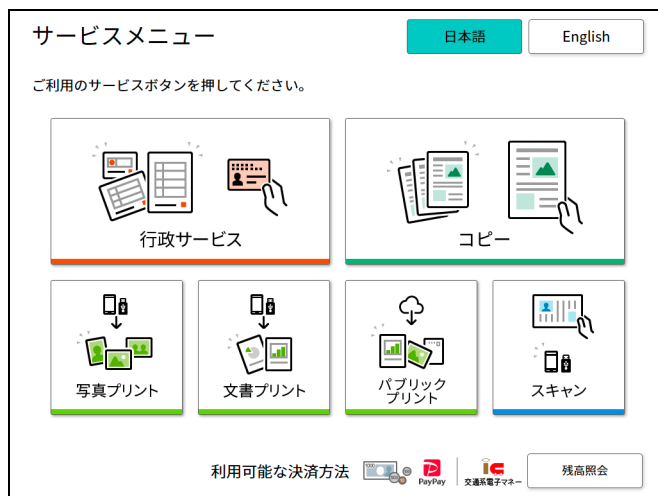 サービスメニュー
日本語
English
ご利用のサービスボタンを押してください。
行政サービス
コピー
写真プリント
文書プリント
パブリック
プリント
スキャン
利用可能な決済方法
1000
PayPay
交通系電子マネー
残高照会